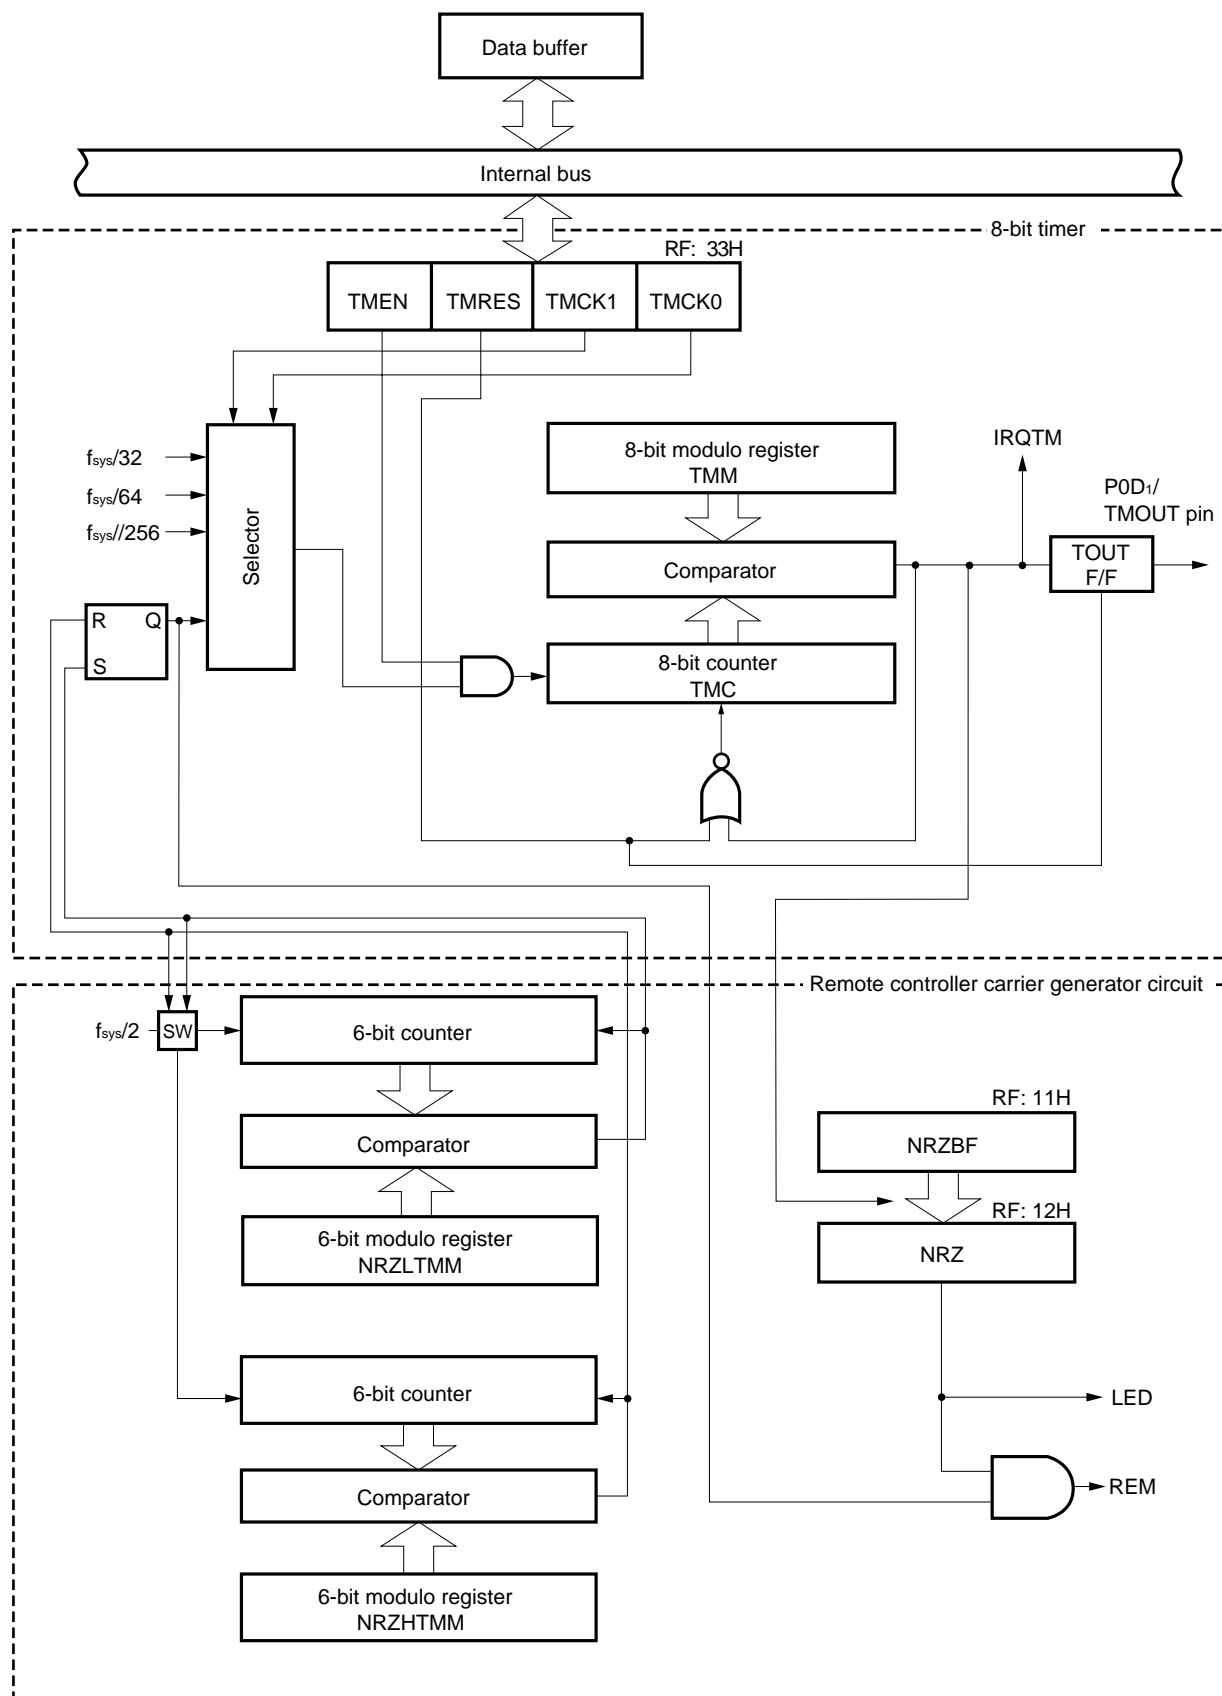 Data buffer
Internal bus
8-bit timer
RF: 33H
TMEN
TMRES
TMCK1
TMCK0
fsys/32
fsys/64
fsys//256
Selector
R
Q
S
8-bit modulo register
TMM
Comparator
8-bit counter
TMC
IRQTM
P0D1/
TMOUT pin
TOUT
F/F
Remote controller carrier generator circuit
fsys/2
SW
6-bit counter
Comparator
6-bit modulo register
NRZLTMM
6-bit counter
Comparator
6-bit modulo register
NRZHTMM
RF: 11H
NRZBF
RF: 12H
NRZ
LED
REM